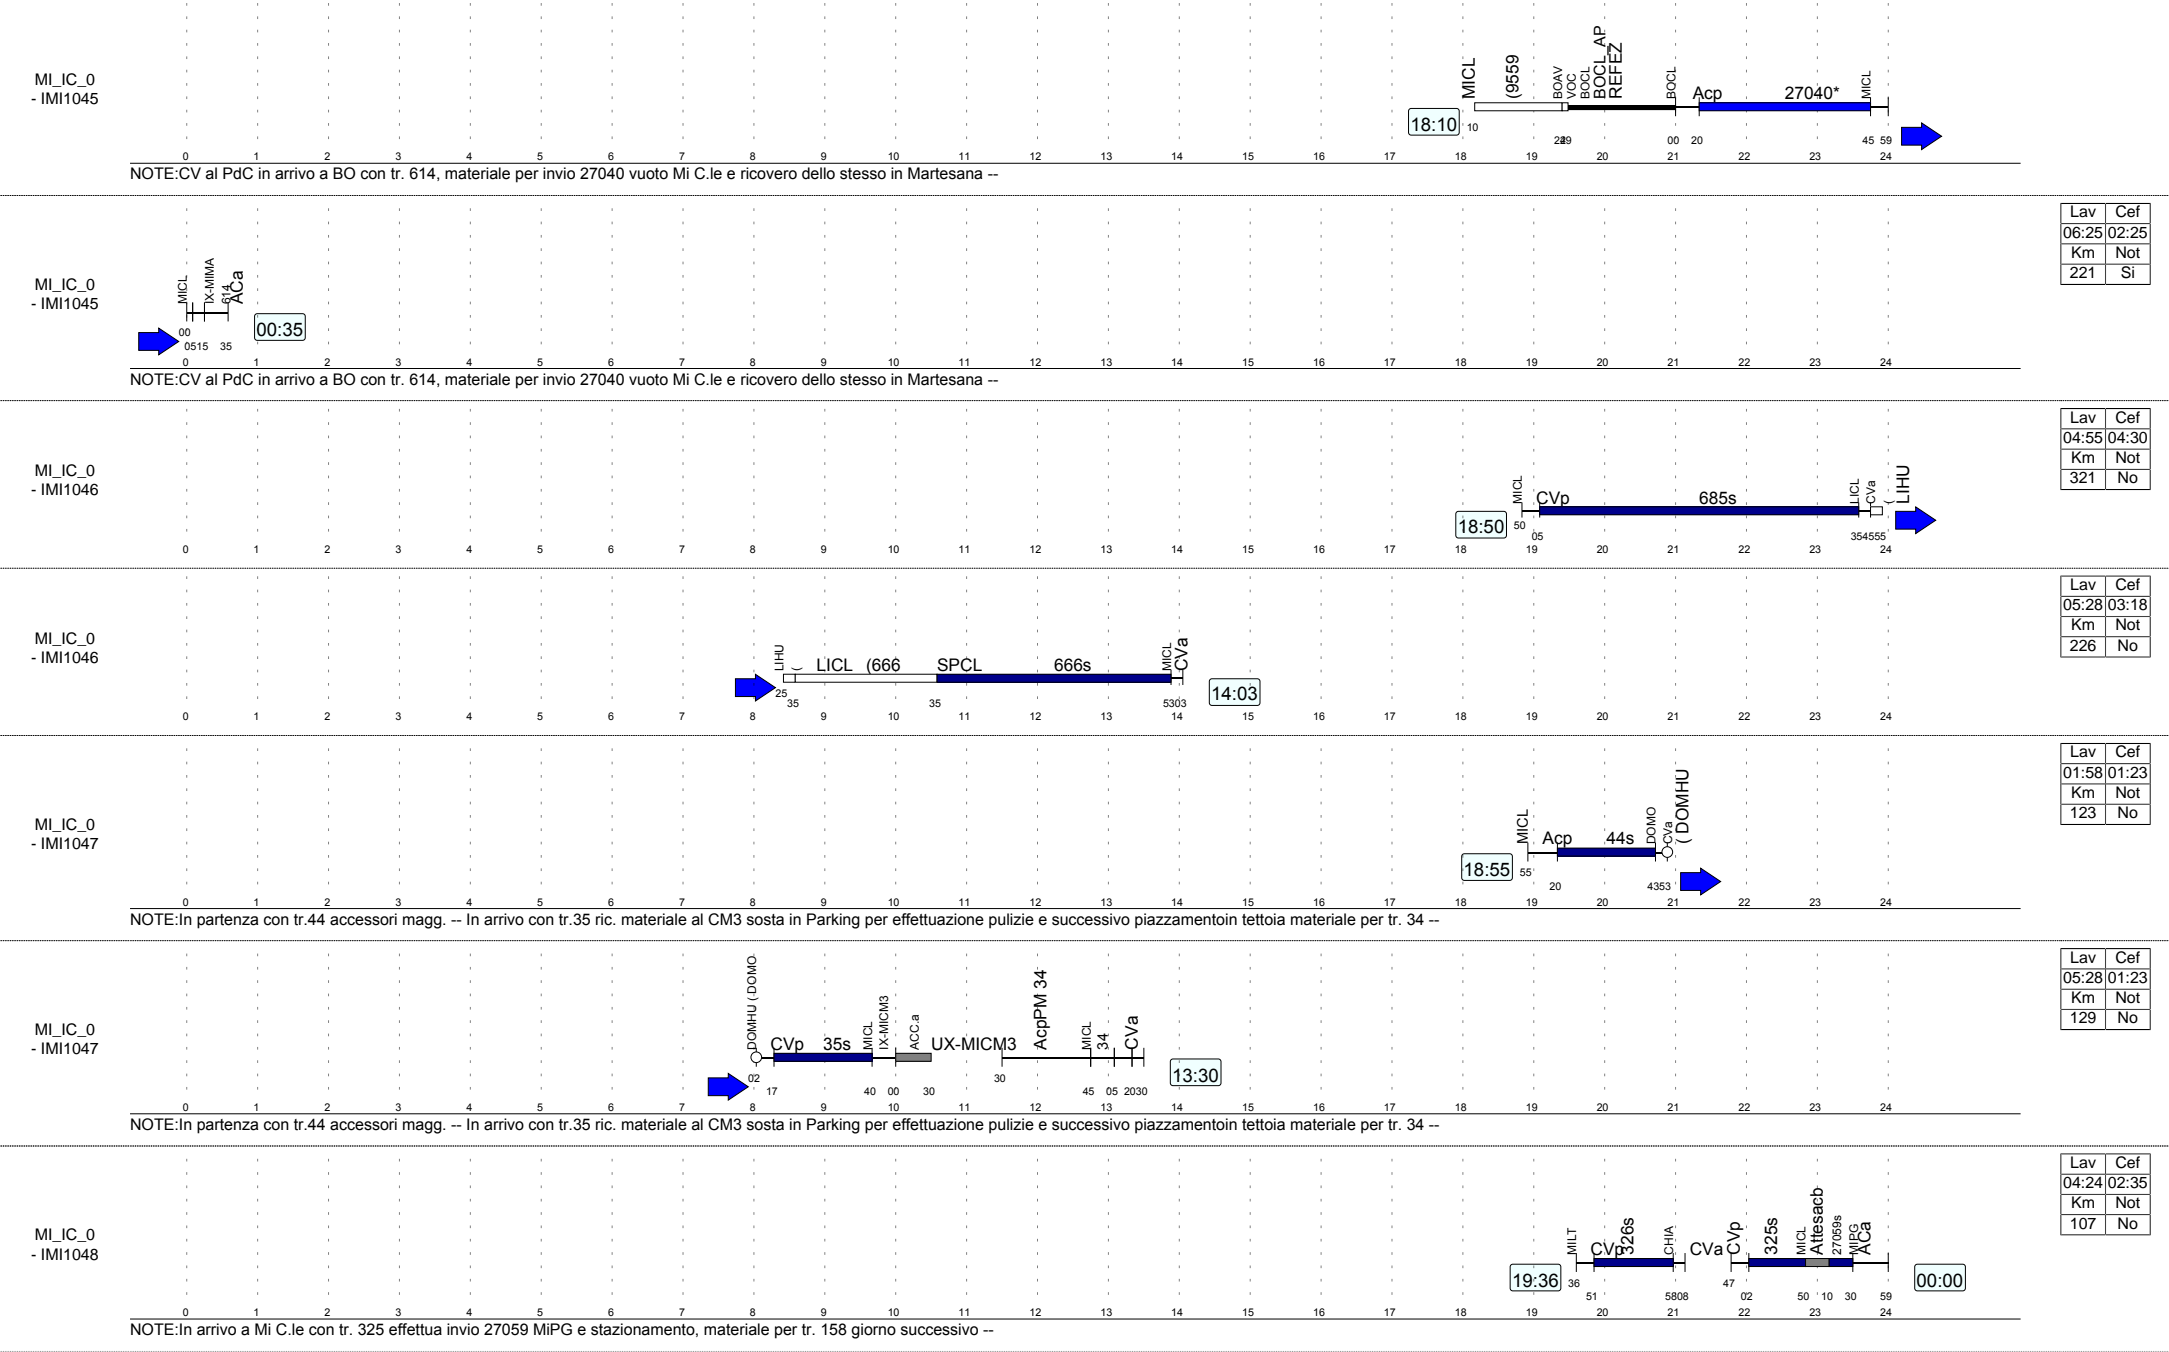 MI_IC_0
- IMI1045
18:10
MICL
(9559
BOAV
VOC
BOCL
BOCL_AP
REFEZ
BOCL
Acp
27040*
MICL
10 29 00 20 45 59
0 1 2 3 4 5 6 7 8 9 10 11 12 13 14 15 16 17 18 19 20 21 22 23 24
NOTE:CV al PdC in arrivo a BO con tr. 614, materiale per invio 27040 vuoto Mi C.le e ricovero dello stesso in Martesana --
MI_IC_0
- IMI1045
MICL
IX-MIMA
614
ACa
00:35
00
0515 35
0 1 2 3 4 5 6 7 8 9 10 11 12 13 14 15 16 17 18 19 20 21 22 23 24
Lav Cef
06:25 02:25
Km Not
221 Si
NOTE:CV al PdC in arrivo a BO con tr. 614, materiale per invio 27040 vuoto Mi C.le e ricovero dello stesso in Martesana --
MI_IC_0
- IMI1046
18:50
MICL
CVp
685s
LICL
CVa
(
LIHU
50
05 354555
0 1 2 3 4 5 6 7 8 9 10 11 12 13 14 15 16 17 18 19 20 21 22 23 24
Lav Cef
04:55 04:30
Km Not
321 No
MI_IC_0
- IMI1046
LIHU
(
LICL
(666
SPCL
666s
MICL
CVa
14:03
25
35 35 5303
0 1 2 3 4 5 6 7 8 9 10 11 12 13 14 15 16 17 18 19 20 21 22 23 24
Lav Cef
05:28 03:18
Km Not
226 No
MI_IC_0
- IMI1047
18:55
MICL
Acp
44s
DOMO
CVa
( DOMHU
55
20 4353
0 1 2 3 4 5 6 7 8 9 10 11 12 13 14 15 16 17 18 19 20 21 22 23 24
Lav Cef
01:58 01:23
Km Not
123 No
NOTE:In partenza con tr.44 accessori magg. -- In arrivo con tr.35 ric. materiale al CM3 sosta in Parking per effettuazione pulizie e successivo piazzamentoin tettoia materiale per tr. 34 --
MI_IC_0
- IMI1047
DOMHU ( DOMO
CVp
35s
MICL
IX-MICM3
ACC.a
UX-MICM3
AcpPM 34
MICL
34
CVa
13:30
02 30
17 40 00 30 45 05 2030
0 1 2 3 4 5 6 7 8 9 10 11 12 13 14 15 16 17 18 19 20 21 22 23 24
Lav Cef
05:28 01:23
Km Not
129 No
NOTE:In partenza con tr.44 accessori magg. -- In arrivo con tr.35 ric. materiale al CM3 sosta in Parking per effettuazione pulizie e successivo piazzamentoin tettoia materiale per tr. 34 --
MI_IC_0
- IMI1048
19:36
MILT
CVp
326s
CHIA
CVa
CVp
325s
MICL
Attesacb
27059s
MIPG
ACa
00:00
36 47
51 5808 02 50 10 30 59
0 1 2 3 4 5 6 7 8 9 10 11 12 13 14 15 16 17 18 19 20 21 22 23 24
Lav Cef
04:24 02:35
Km Not
107 No
NOTE:In arrivo a Mi C.le con tr. 325 effettua invio 27059 MiPG e stazionamento, materiale per tr. 158 giorno successivo --